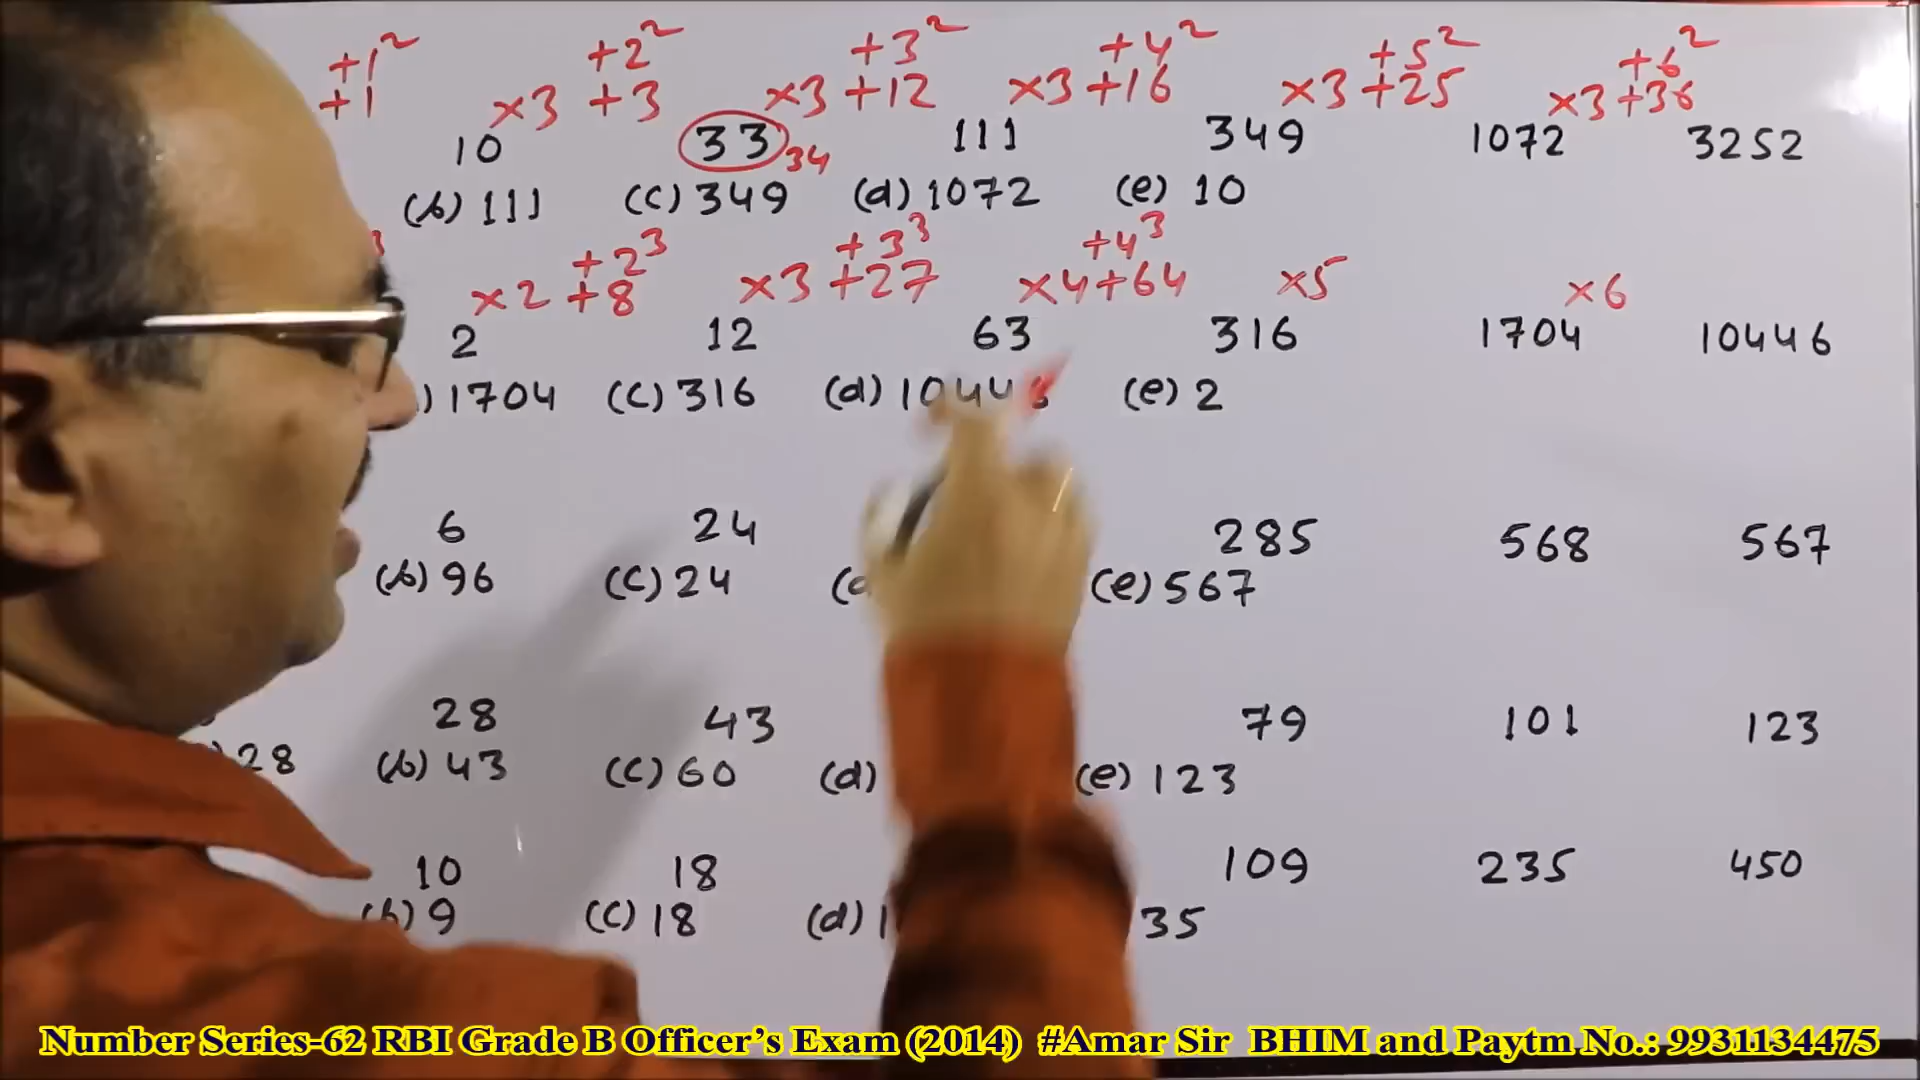 +1² +2² +3² +4² +5² +6²
+1 ×3 +3 ×3 +12 ×3 +16 ×3 +25 ×3 +36
10 33 34 111 349 1072 3252
(b) 111 (c) 349 (d) 1072 (e) 10
3 +2³ +3³ +4³
×2 +8 ×3 +27 ×4 +64 ×5 ×6
2 12 63 316 1704 10446
) 1704 (c) 316 (d) (e) 2
6 24 285 568 567
(b) 96 (c) 24 (e) 567
28 43 79 101 123
28 (b) 43 (c) 60 (d) (e) 123
10 18 109 235 450
(b) 9 (c) 18 (d) 1 35
Number Series-62 RBI Grade B Officer's Exam (2014) #Amar Sir BHIM and Paytm No.: 9931134475